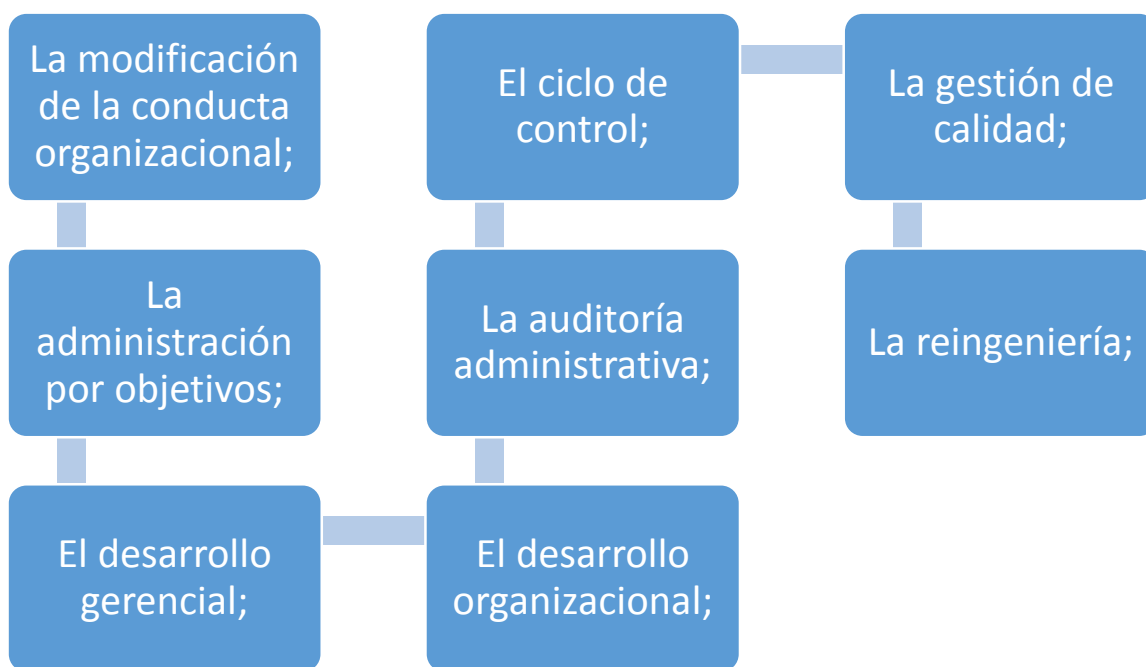 La modificación
de la conducta
organizacional;
La
administración
por objetivos;
El desarrollo
gerencial;
El desarrollo
organizacional;
La auditoría
administrativa;
El ciclo de
control;
La gestión de
calidad;
La reingeniería;